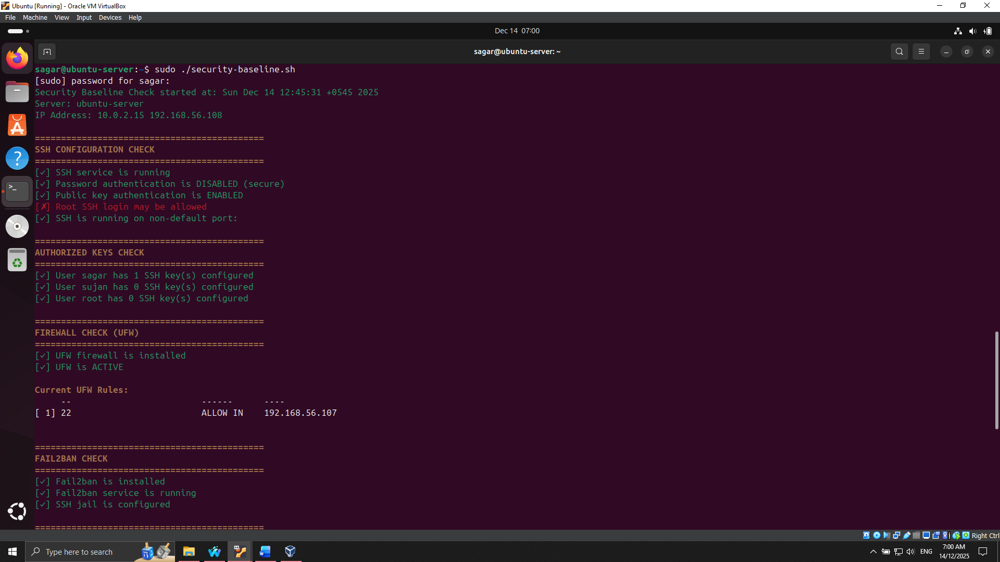 Ubuntu [Running] - Oracle VM VirtualBox
File Machine View Input Devices Help
Dec 14 07:00
sagar@ubuntu-server: ~
sagar@ubuntu-server:~$ sudo ./security-baseline.sh
[sudo] password for sagar:
Security Baseline Check started at: Sun Dec 14 12:45:31 +0545 2025
Server: ubuntu-server
IP Address: 10.0.2.15 192.168.56.108
============================================
SSH CONFIGURATION CHECK
============================================
[✓] SSH service is running
[✓] Password authentication is DISABLED (secure)
[✓] Public key authentication is ENABLED
[✗] Root SSH login may be allowed
[✓] SSH is running on non-default port:
============================================
AUTHORIZED KEYS CHECK
============================================
[✓] User sagar has 1 SSH key(s) configured
[✓] User sujan has 0 SSH key(s) configured
[✓] User root has 0 SSH key(s) configured
============================================
FIREWALL CHECK (UFW)
============================================
[✓] UFW firewall is installed
[✓] UFW is ACTIVE
Current UFW Rules:
-- ------ ----
[ 1] 22 ALLOW IN 192.168.56.107
============================================
FAIL2BAN CHECK
============================================
[✓] Fail2ban is installed
[✓] Fail2ban service is running
[✓] SSH jail is configured
============================================
Right Ctrl
Type here to search
ENG
7:00 AM
14/12/2025